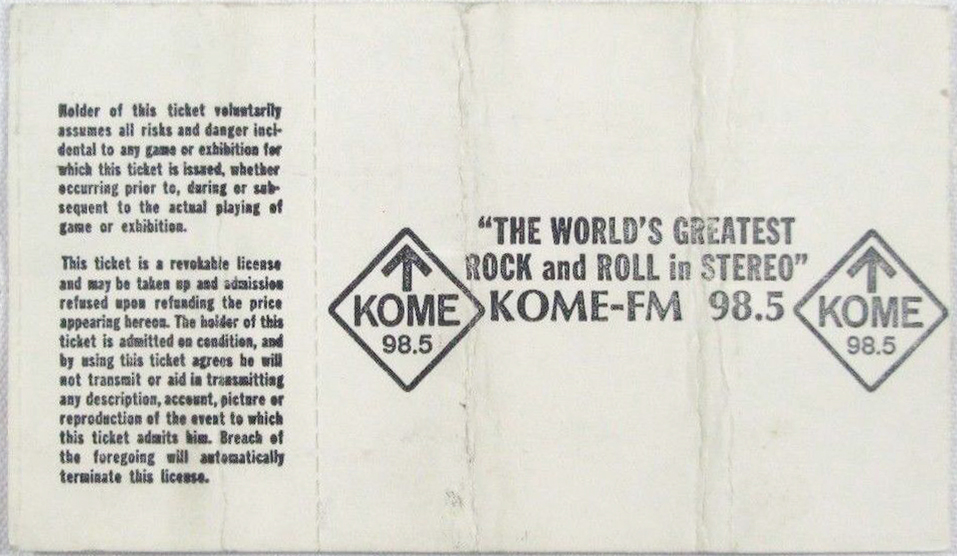 Holder of this ticket voluntarily
assumes all risks and danger inci-
dental to any game or exhibition for
which this ticket is issued, whether
occurring prior to, during or sub-
sequent to the actual playing of
game or exhibition.
This ticket is a revokable license
and may be taken up and admission
refused upon refunding the price
appearing hereon. The holder of this
ticket is admitted on condition, and
by using this ticket agrees he will
not transmit or aid in transmitting
any description, account, picture or
reproduction of the event to which
this ticket admits him. Breach of
the foregoing will automatically
terminate this license.
KOME
98.5
“THE WORLD'S GREATEST
ROCK and ROLL in STEREO”
KOME-FM 98.5
KOME
98.5